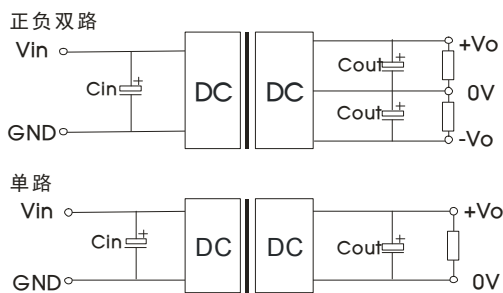 正负双路
Vin
+Vo
Cin
+
DC
DC
Cout
+
0V
Cout
+
GND
-Vo
单路
Vin
+Vo
Cin
+
DC
DC
Cout
+
GND
0V